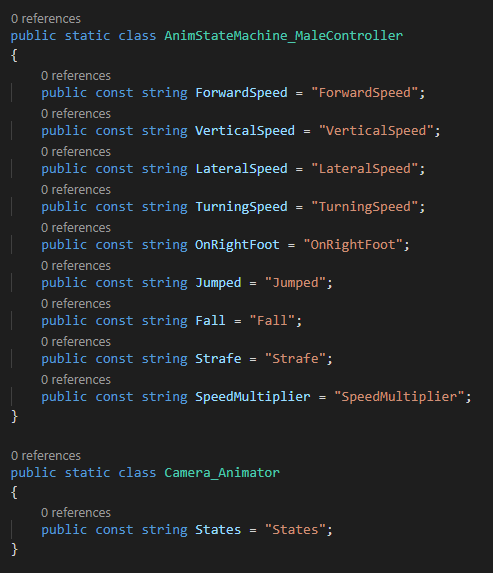 0 references
public static class AnimStateMachine_MaleController
{
0 references
public const string ForwardSpeed = "ForwardSpeed";
0 references
public const string VerticalSpeed = "VerticalSpeed";
0 references
public const string LateralSpeed = "LateralSpeed";
0 references
public const string TurningSpeed = "TurningSpeed";
0 references
public const string OnRightFoot = "OnRightFoot";
0 references
public const string Jumped = "Jumped";
0 references
public const string Fall = "Fall";
0 references
public const string Strafe = "Strafe";
0 references
public const string SpeedMultiplier = "SpeedMultiplier";
}
0 references
public static class Camera_Animator
{
0 references
public const string States = "States";
}